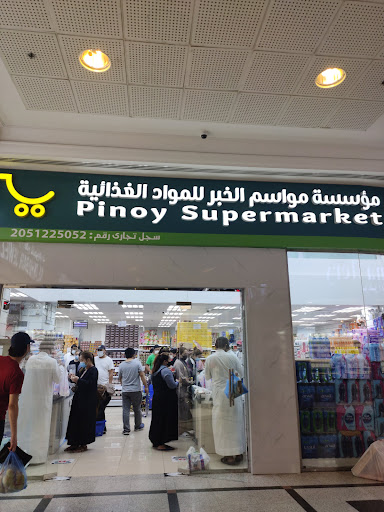 مؤسسة مواسم الخبر للمواد الغذائية
Pinoy Supermarket
سجل تجاري رقم : 2051225052